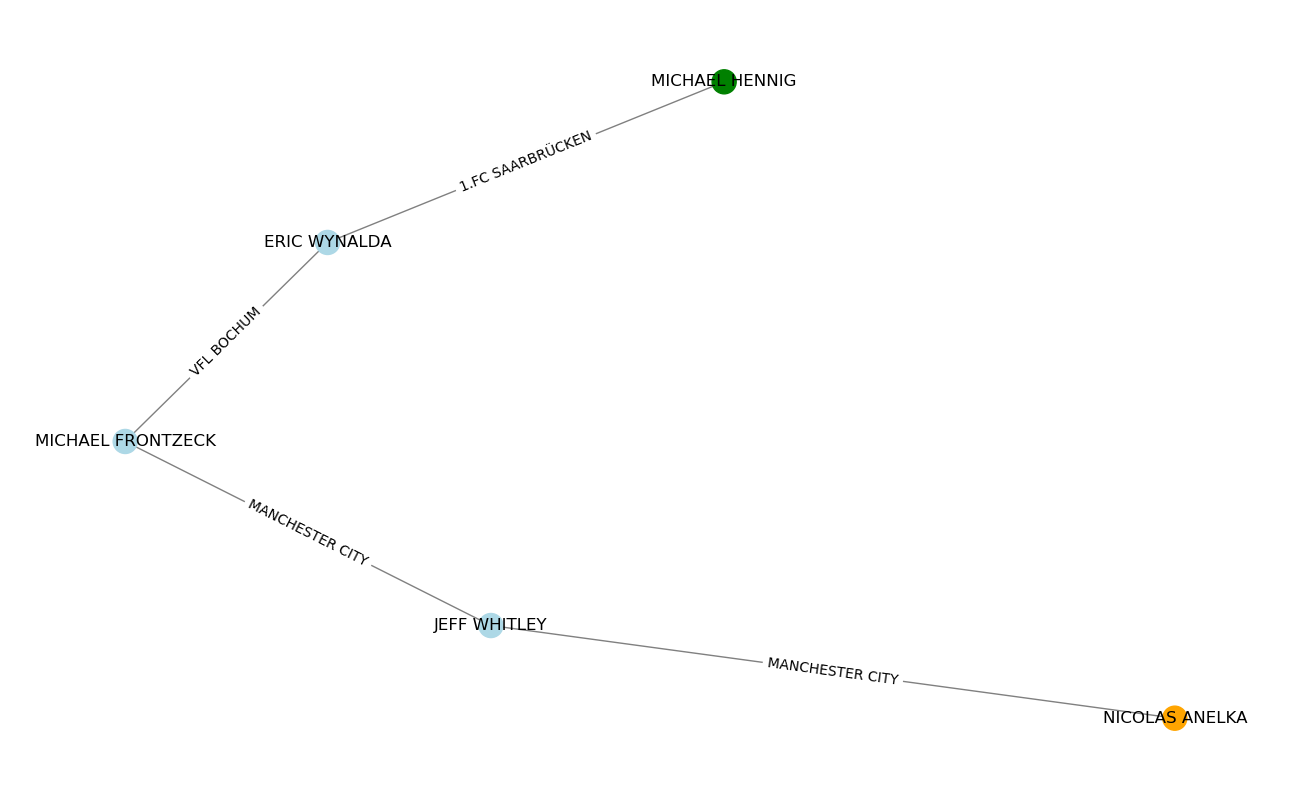 MICHAEL HENNIG
1.FC SAARBRÜCKEN
ERIC WYNALDA
VFL BOCHUM
MICHAEL FRONTZECK
MANCHESTER CITY
JEFF WHITLEY
MANCHESTER CITY
NICOLAS ANELKA